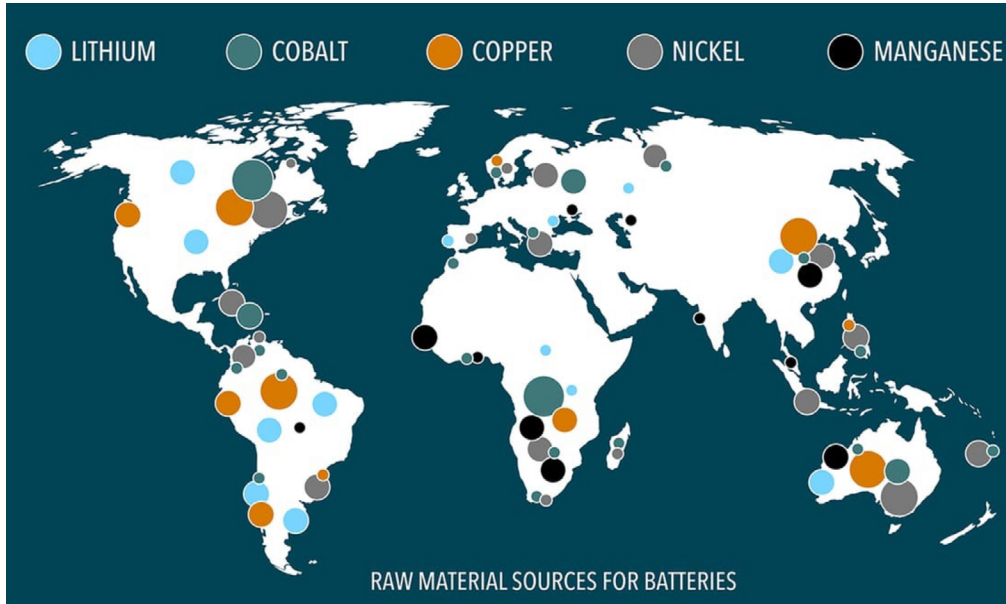 LITHIUM COBALT COPPER NICKEL MANGANESE
RAW MATERIAL SOURCES FOR BATTERIES